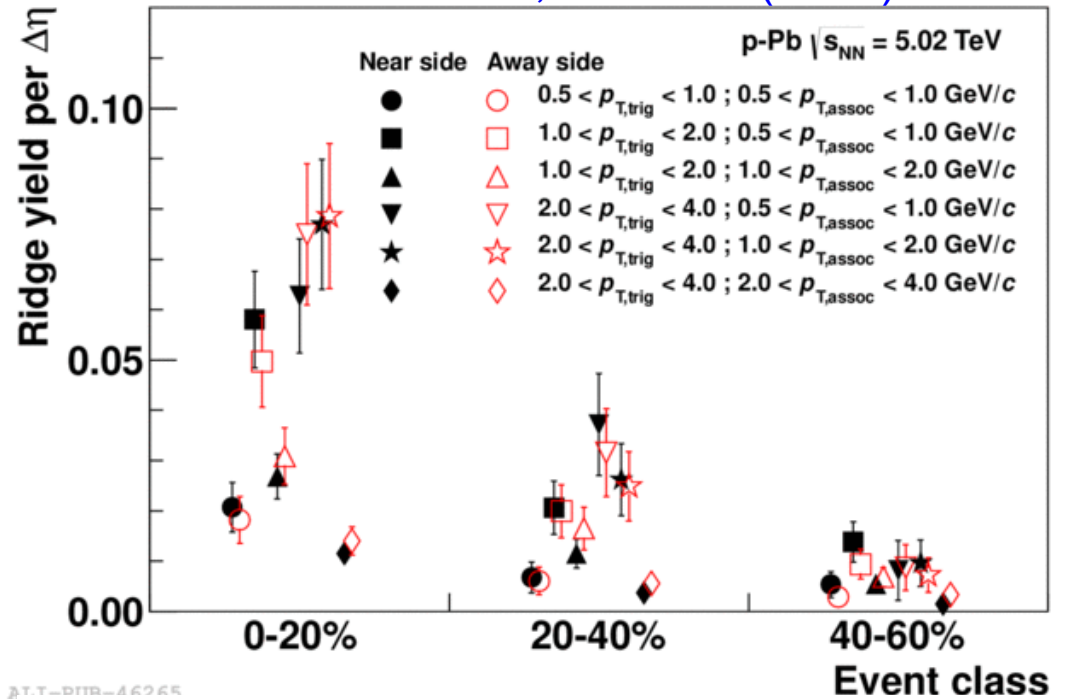 p-Pb √sNN = 5.02 TeV
Near side Away side
0.5 < pT,trig < 1.0 ; 0.5 < pT,assoc < 1.0 GeV/c
1.0 < pT,trig < 2.0 ; 0.5 < pT,assoc < 1.0 GeV/c
1.0 < pT,trig < 2.0 ; 1.0 < pT,assoc < 2.0 GeV/c
2.0 < pT,trig < 4.0 ; 0.5 < pT,assoc < 1.0 GeV/c
2.0 < pT,trig < 4.0 ; 1.0 < pT,assoc < 2.0 GeV/c
2.0 < pT,trig < 4.0 ; 2.0 < pT,assoc < 4.0 GeV/c
Ridge yield per Δη
0.10
0.05
0.00
0-20% 20-40% 40-60%
Event class
ALI-PUB-46265